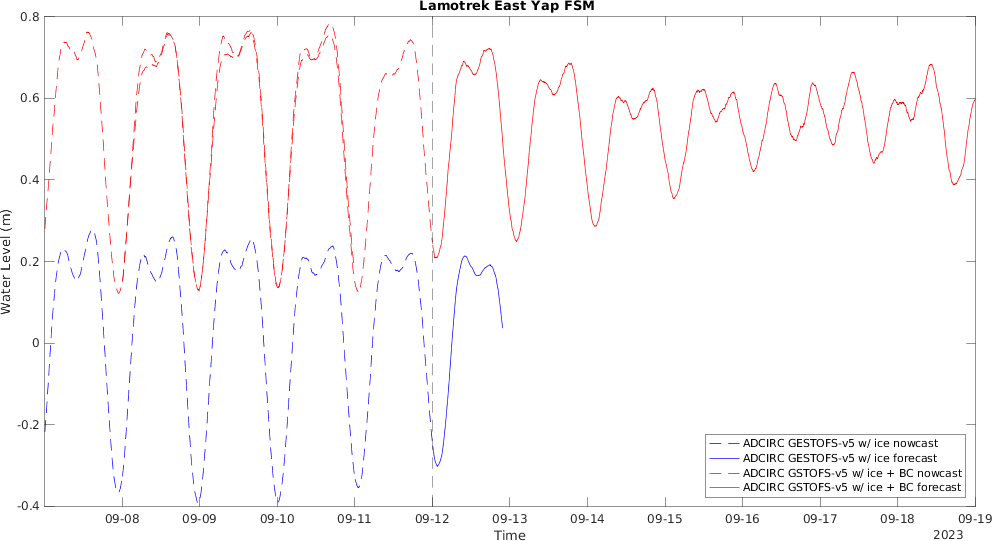 Lamotrek East Yap FSM
0.8
0.6
0.4
0.2
0
-0.2
-0.4
Water Level (m)
09-08
09-09
09-10
09-11
09-12
09-13
09-14
09-15
09-16
09-17
09-18
09-19
2023
Time
ADCIRC GESTOFS-v5 w/ ice nowcast
ADCIRC GESTOFS-v5 w/ ice forecast
ADCIRC GSTOFS-v5 w/ ice + BC nowcast
ADCIRC GSTOFS-v5 w/ ice + BC forecast